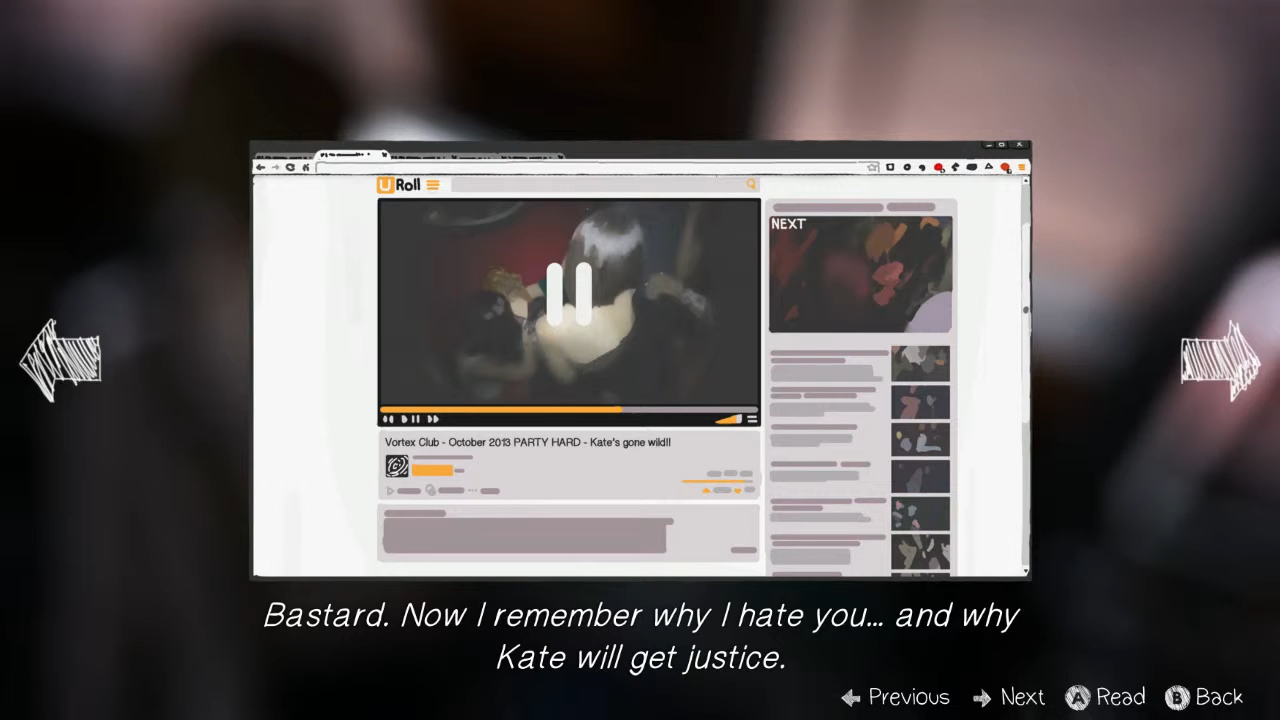 U Roll
NEXT
Vortex Club - October 2013 PARTY HARD - Kate's gone wild!!
Bastard. Now I remember why I hate you... and why
Kate will get justice.
Previous Next A Read B Back